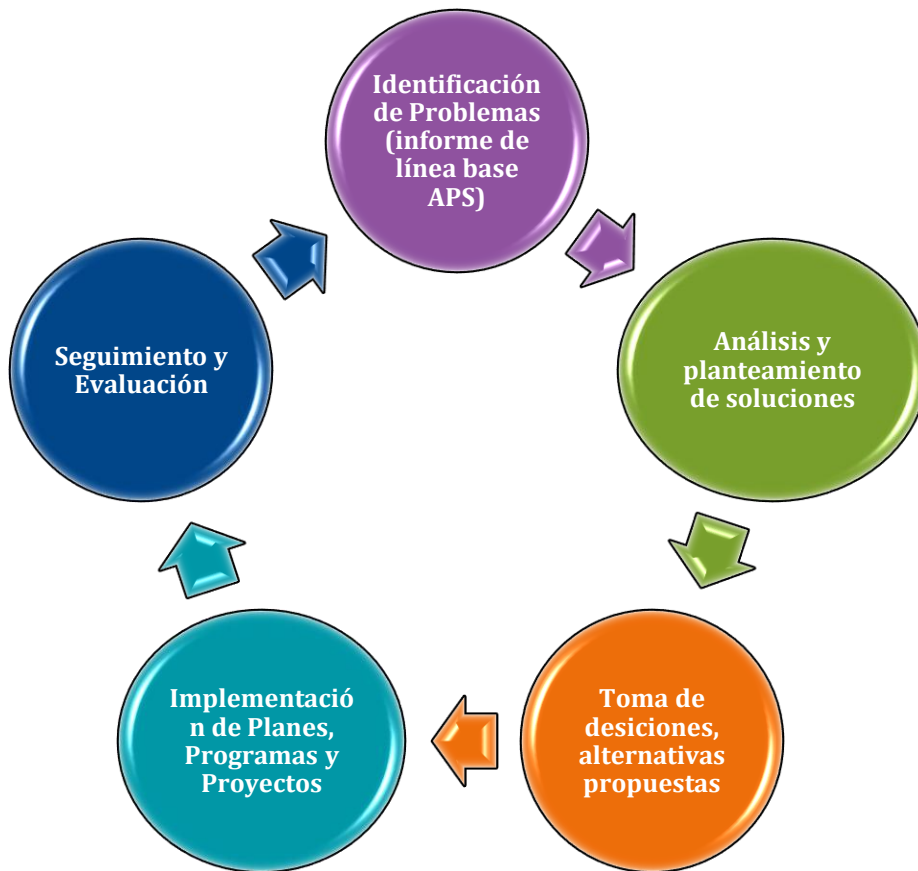 Identificación
de Problemas
(informe de
línea base
APS)
Análisis y
planteamiento
de soluciones
Toma de
desiciones,
alternativas
propuestas
Implementació
n de Planes,
Programas y
Proyectos
Seguimiento y
Evaluación